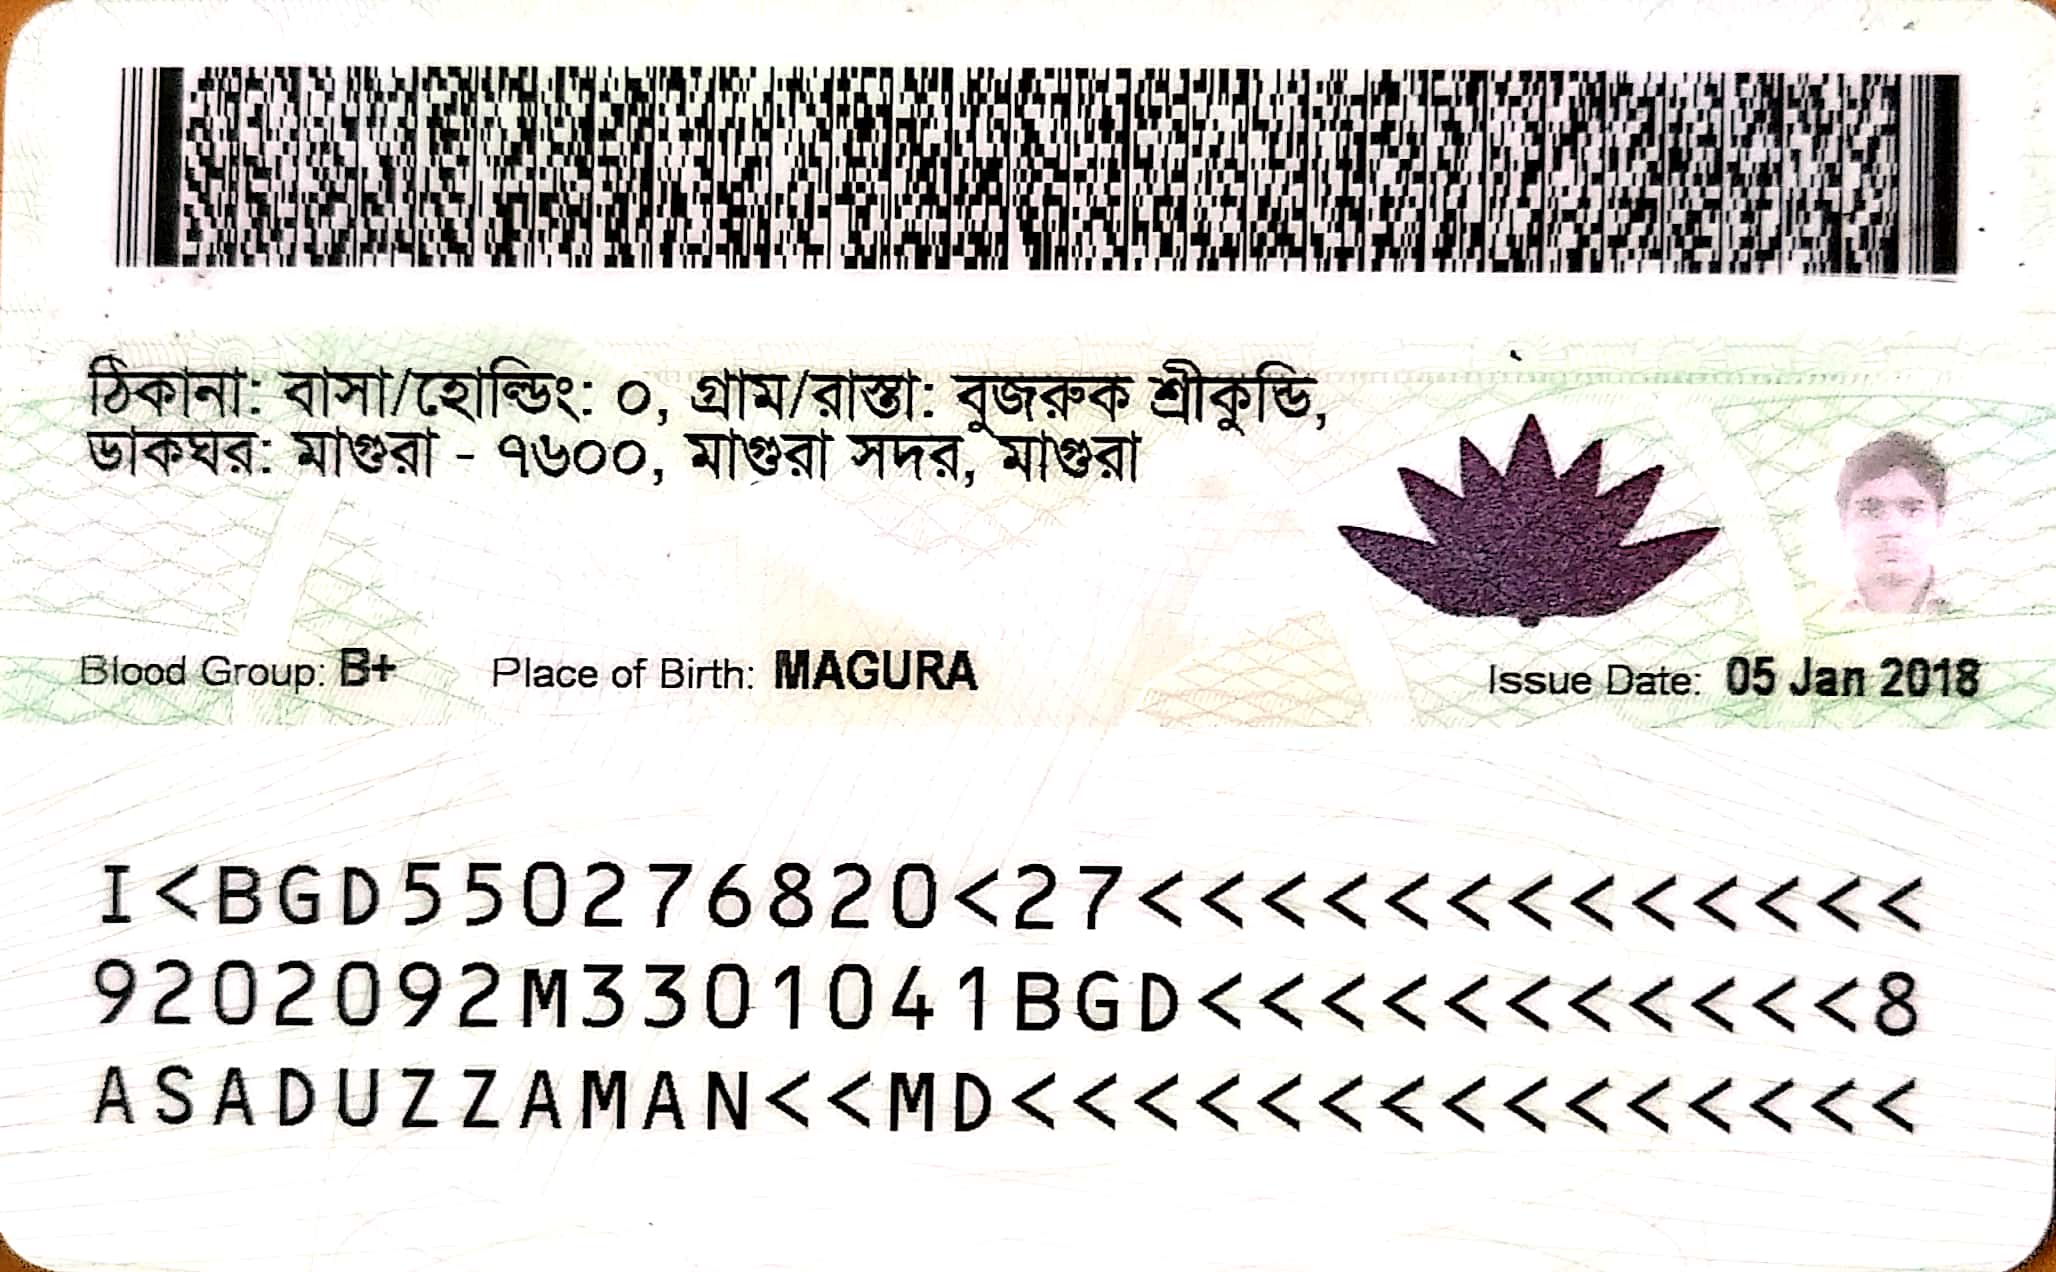 ঠিকানা: বাসা/হোল্ডিং: ০, গ্রাম/রাস্তা: বুজরুক শ্রীকুন্ডি,
ডাকঘর: মাগুরা - ৭৬০০, মাগুরা সদর, মাগুরা
Blood Group: B+ Place of Birth: MAGURA Issue Date: 05 Jan 2018
I<BGD550276820<27<<<<<<<<<<<<<
9202092M3301041BGD<<<<<<<<<<<8
ASADUZZAMAN<<MD<<<<<<<<<<<<<<<